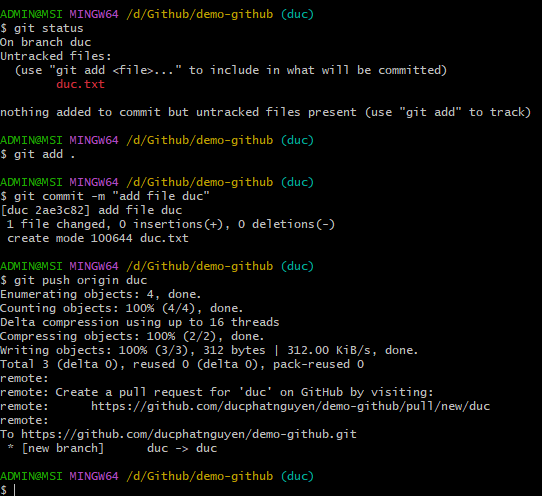 ADMIN@MSI MINGW64 /d/Github/demo-github (duc)
$ git status
On branch duc
Untracked files:
  (use "git add <file>..." to include in what will be committed)
        duc.txt

nothing added to commit but untracked files present (use "git add" to track)

ADMIN@MSI MINGW64 /d/Github/demo-github (duc)
$ git add .

ADMIN@MSI MINGW64 /d/Github/demo-github (duc)
$ git commit -m "add file duc"
[duc 2ae3c82] add file duc
 1 file changed, 0 insertions(+), 0 deletions(-)
 create mode 100644 duc.txt

ADMIN@MSI MINGW64 /d/Github/demo-github (duc)
$ git push origin duc
Enumerating objects: 4, done.
Counting objects: 100% (4/4), done.
Delta compression using up to 16 threads
Compressing objects: 100% (2/2), done.
Writing objects: 100% (3/3), 312 bytes | 312.00 KiB/s, done.
Total 3 (delta 0), reused 0 (delta 0), pack-reused 0
remote:
remote: Create a pull request for 'duc' on GitHub by visiting:
remote:      https://github.com/ducphatnguyen/demo-github/pull/new/duc
remote:
To https://github.com/ducphatnguyen/demo-github.git
 * [new branch]      duc -> duc

ADMIN@MSI MINGW64 /d/Github/demo-github (duc)
$